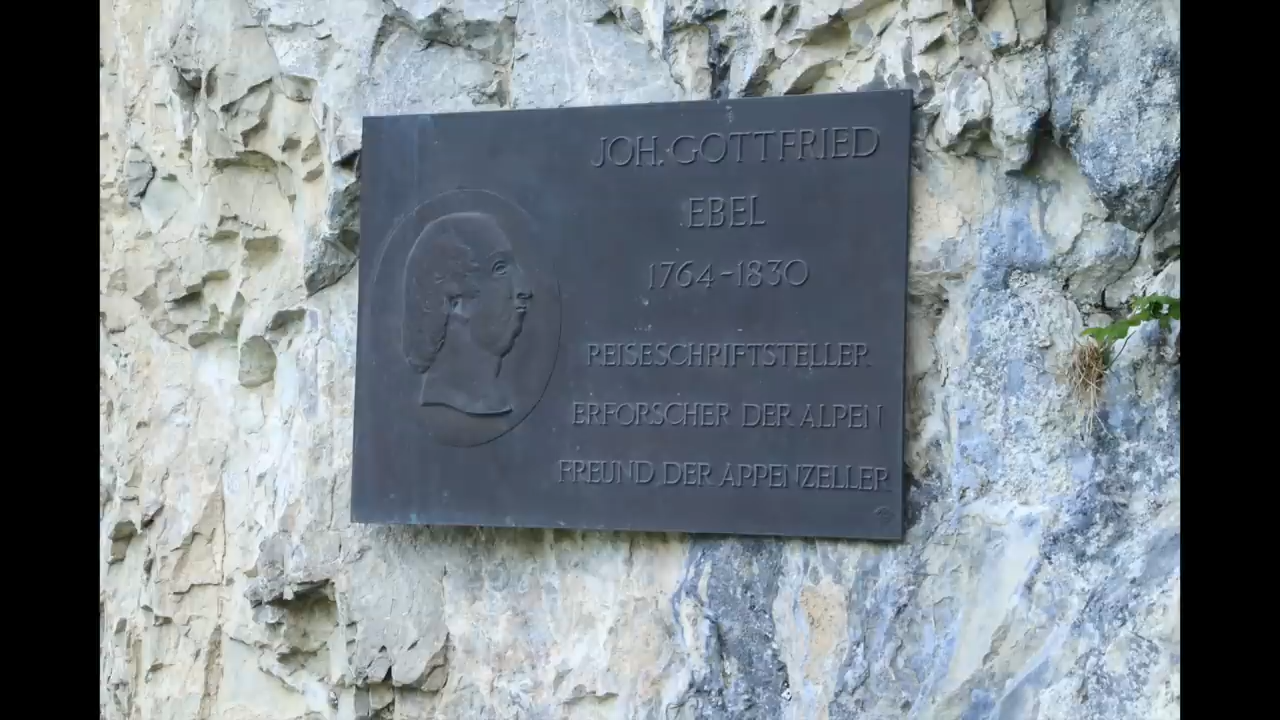 JOH. GOTTFRIED
EBEL
1764-1830
REISESCHRIFTSTELLER
ERFORSCHER DER ALPEN
FREUND DER APPENZELLER